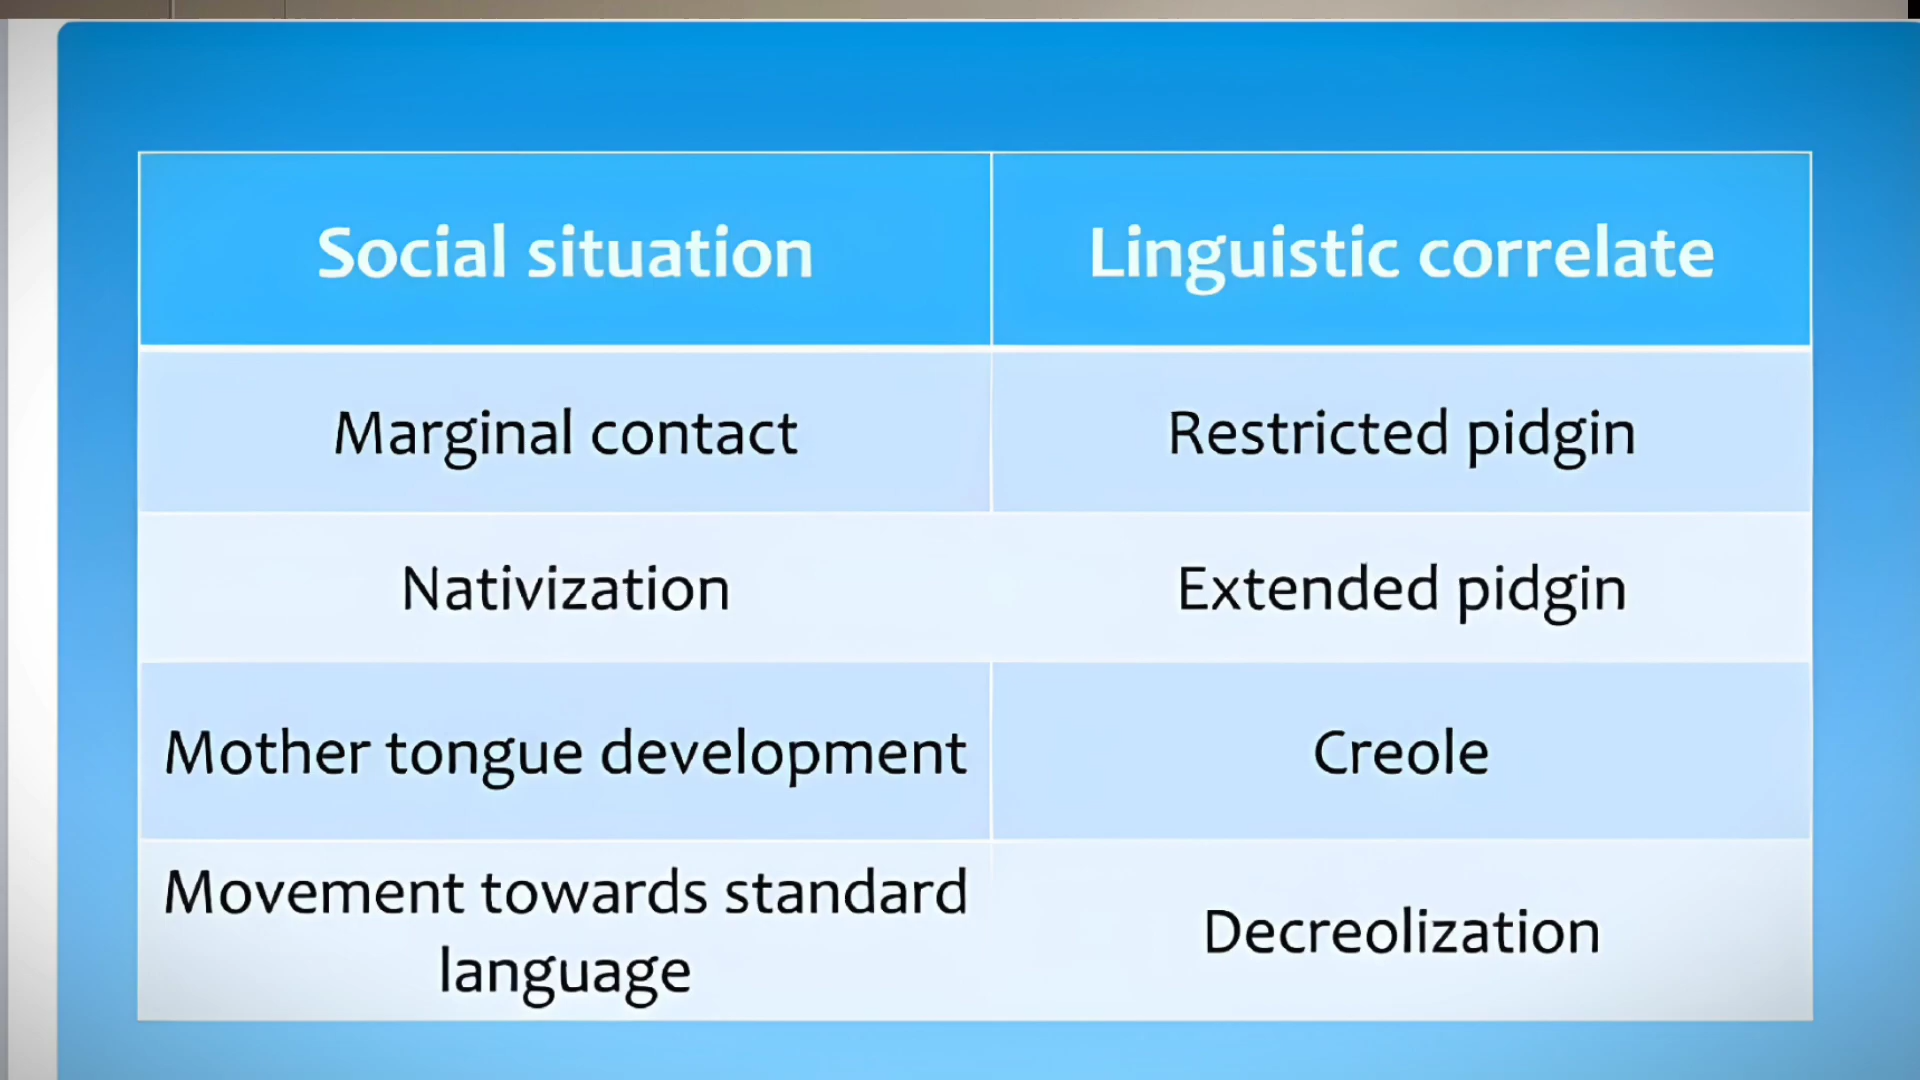 Social situation
Linguistic correlate
Marginal contact
Restricted pidgin
Nativization
Extended pidgin
Mother tongue development
Creole
Movement towards standard
language
Decreolization